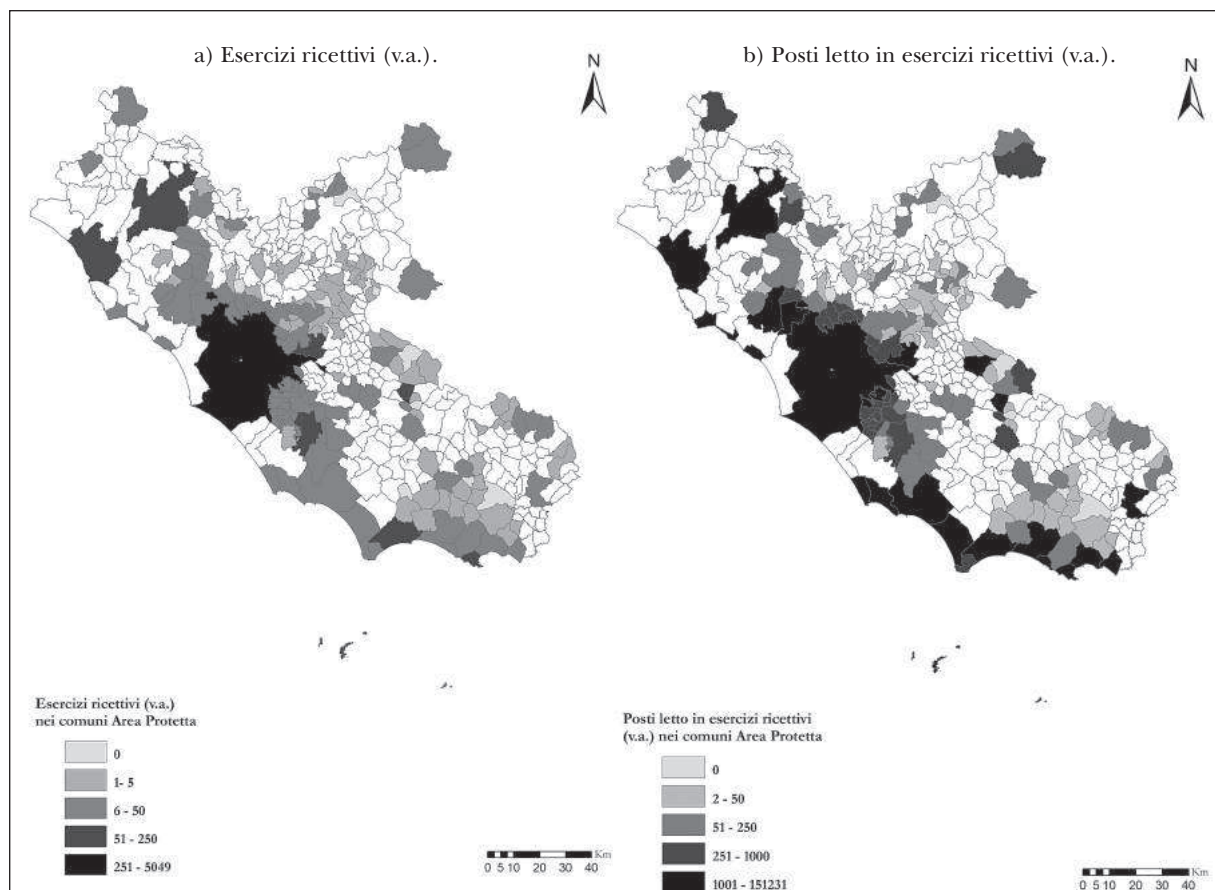 a) Esercizi ricettivi (v.a.).
N
Esercizi ricettivi (v.a.)
nei comuni Area Protetta
0
1- 5
6 - 50
51 - 250
251 - 5049
Km
0 5 10 20 30 40
b) Posti letto in esercizi ricettivi (v.a.).
N
Posti letto in esercizi ricettivi
(v.a.) nei comuni Area Protetta
0
2 - 50
51 - 250
251 - 1000
1001 - 151231
Km
0 5 10 20 30 40